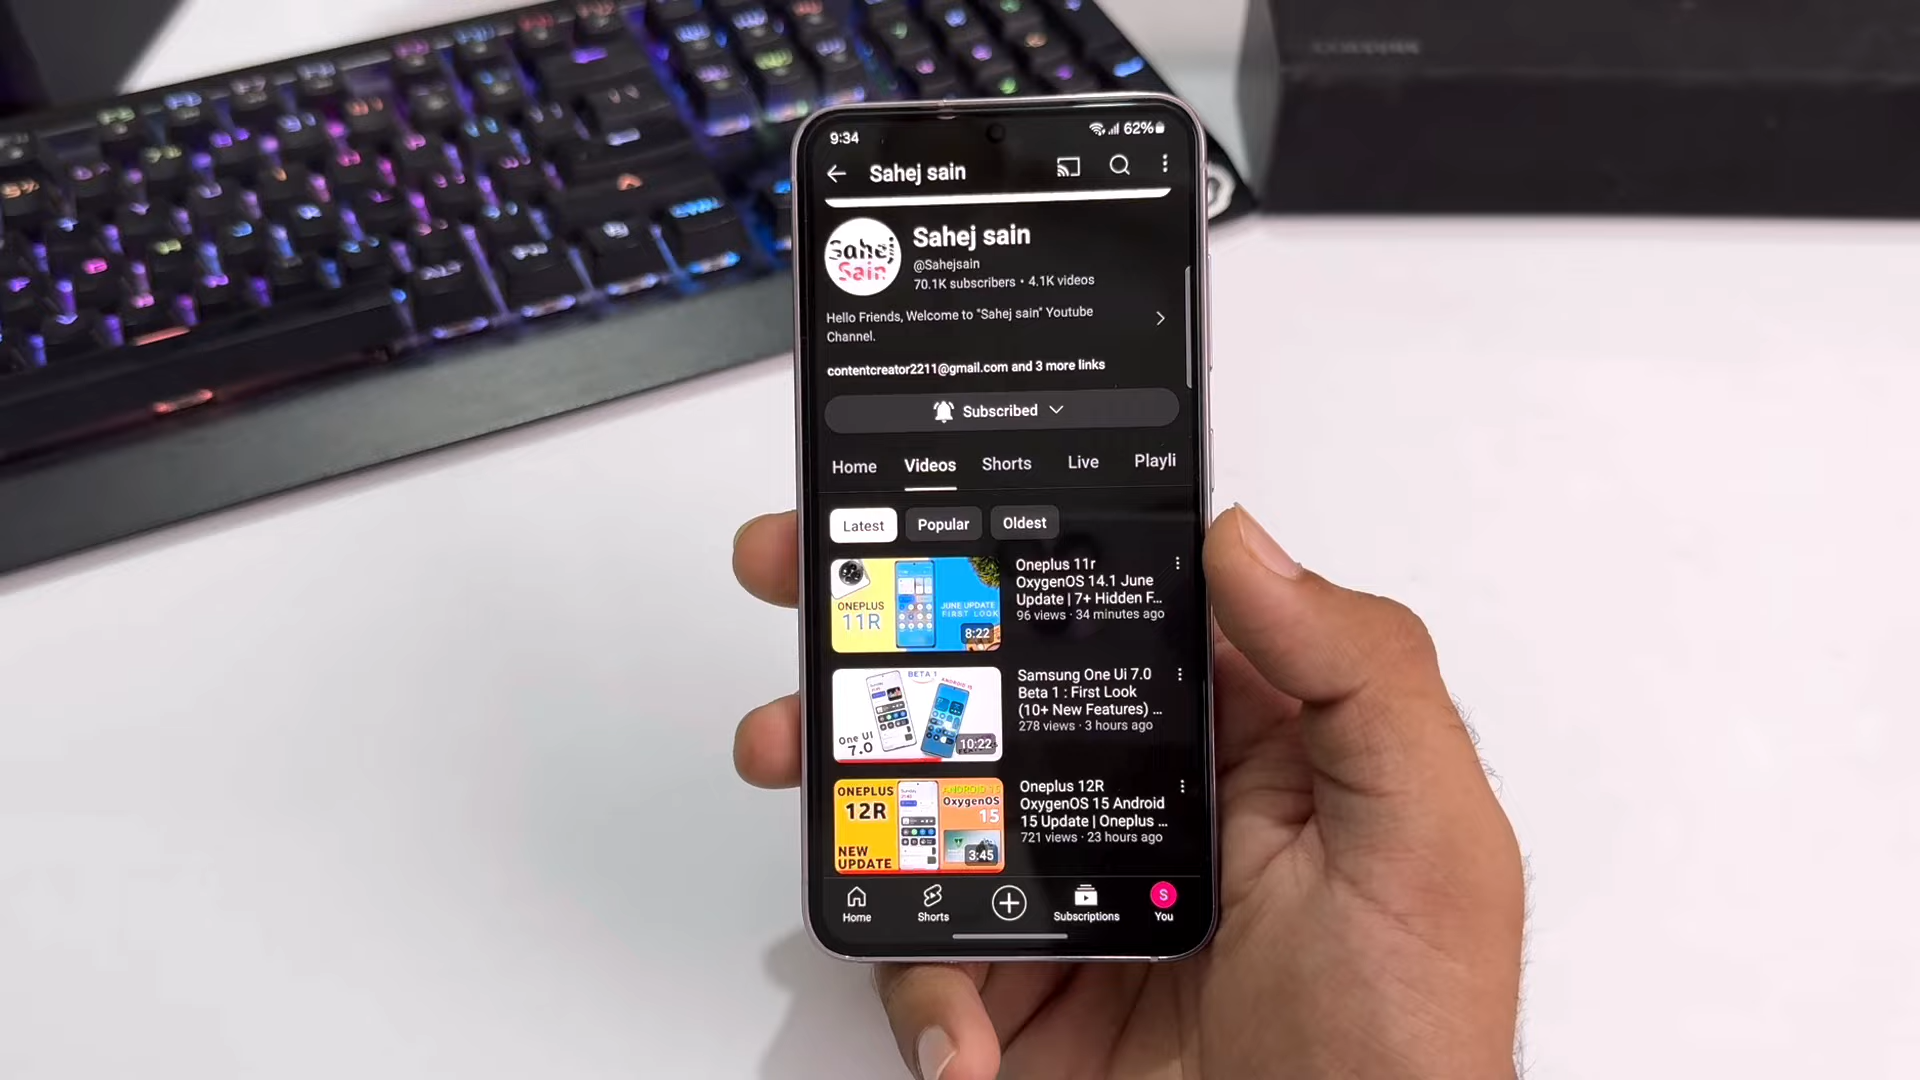 9:34
62%
Sahej sain
Sahej
Sain
Sahej sain
@Sahejsain
70.1K subscribers • 4.1K videos
Hello Friends, Welcome to "Sahej sain" Youtube
Channel.
contentcreator2211@gmail.com and 3 more links
Subscribed
Home Videos Shorts Live Playli
Latest Popular Oldest
ONEPLUS
11R
JUNE UPDATE
FIRST LOOK
8:22
Oneplus 11r
OxygenOS 14.1 June
Update | 7+ Hidden F...
96 views · 34 minutes ago
BETA 1
ANDROID 15
One UI
7.0
10:22
Samsung One Ui 7.0
Beta 1 : First Look
(10+ New Features) ...
278 views · 3 hours ago
ONEPLUS
12R
NEW
UPDATE
ANDROID 15
OxygenOS
15
3:45
Oneplus 12R
OxygenOS 15 Android
15 Update | Oneplus ...
721 views · 23 hours ago
Home Shorts Subscriptions You
S